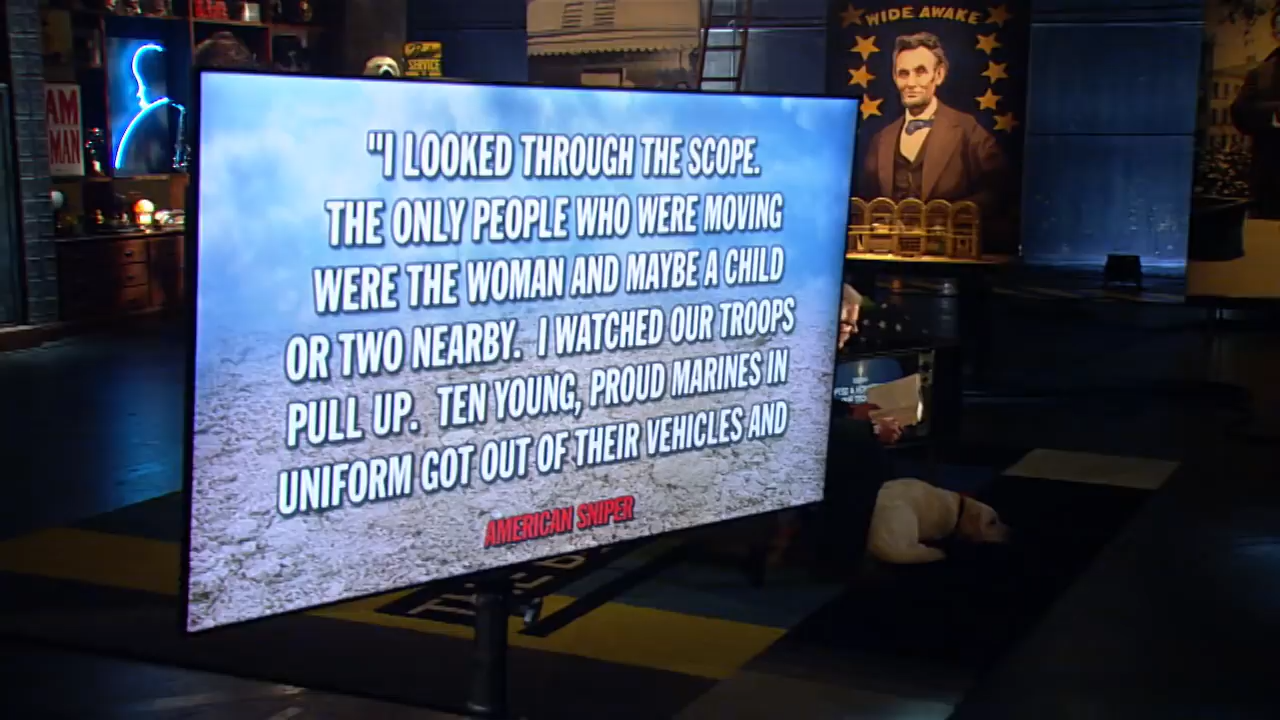 WIDE AWAKE
SERVICE
AM
MAN
"I LOOKED THROUGH THE SCOPE.
THE ONLY PEOPLE WHO WERE MOVING
WERE THE WOMAN AND MAYBE A CHILD
OR TWO NEARBY. I WATCHED OUR TROOPS
PULL UP. TEN YOUNG, PROUD MARINES IN
UNIFORM GOT OUT OF THEIR VEHICLES AND
AMERICAN SNIPER